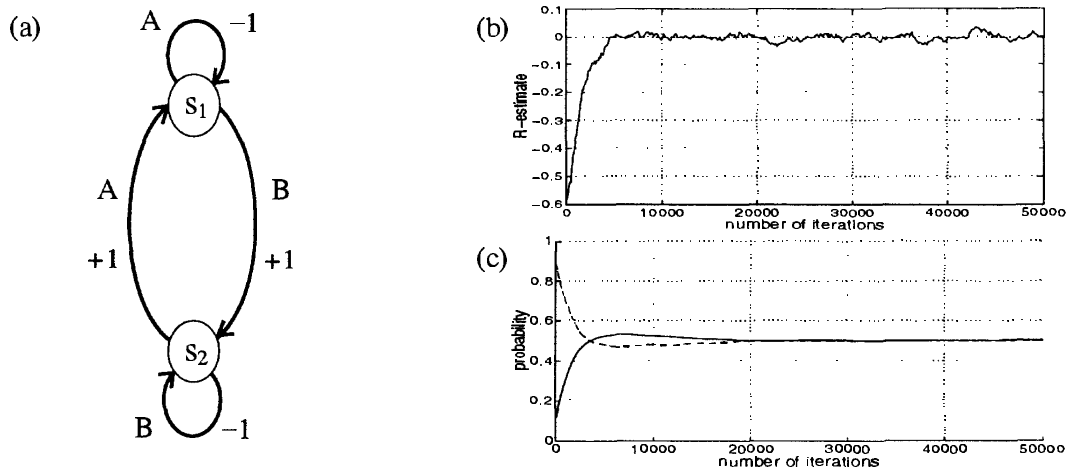 (a)
A
−1
s1
A
B
+1
+1
s2
B
−1
(b)
R-estimate
0.1
0
-0.1
-0.2
-0.3
-0.4
-0.5
-0.6
0
10000
20000
30000
40000
50000
number of iterations
(c)
probability
1
0.8
0.6
0.4
0.2
0
0
10000
20000
30000
40000
50000
number of iterations